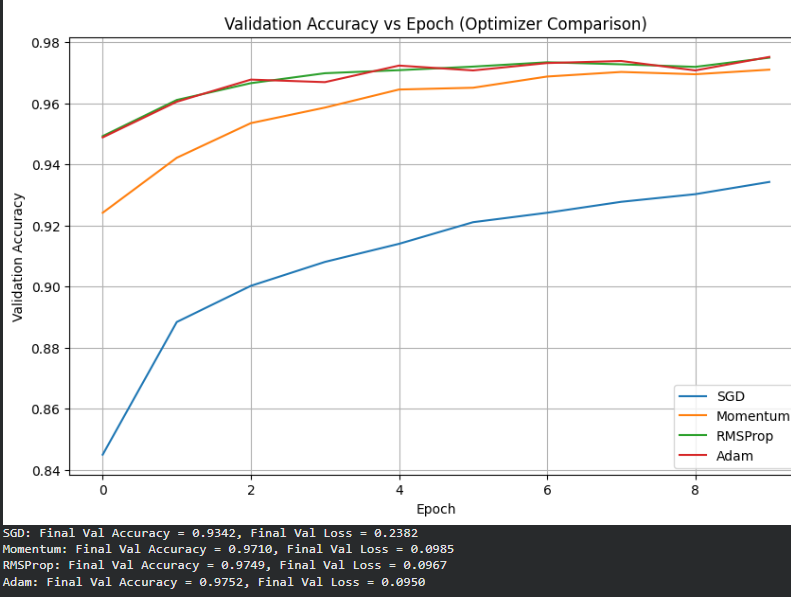 Validation Accuracy vs Epoch (Optimizer Comparison)
0.98
0.96
0.94
0.92
0.90
0.88
0.86
0.84
Validation Accuracy
SGD
Momentum
RMSProp
Adam
0 2 4 6 8
Epoch
SGD: Final Val Accuracy = 0.9342, Final Val Loss = 0.2382
Momentum: Final Val Accuracy = 0.9710, Final Val Loss = 0.0985
RMSProp: Final Val Accuracy = 0.9749, Final Val Loss = 0.0967
Adam: Final Val Accuracy = 0.9752, Final Val Loss = 0.0950